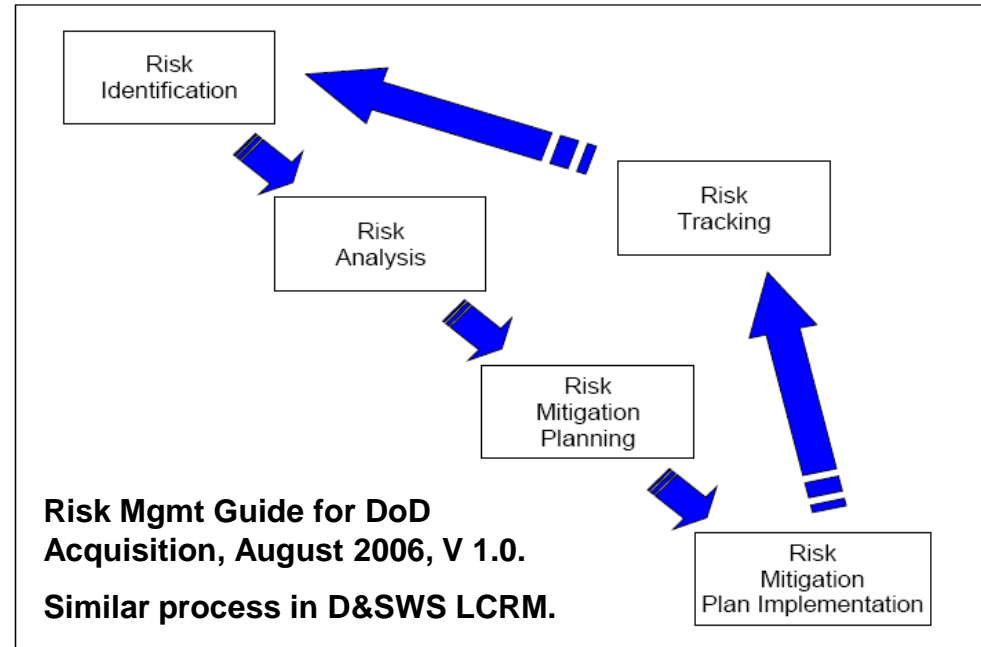 Risk
Identification
Risk
Analysis
Risk
Tracking
Risk
Mitigation
Planning
Risk
Mitigation
Plan Implementation
Risk Mgmt Guide for DoD
Acquisition, August 2006, V 1.0.
Similar process in D&SWS LCRM.